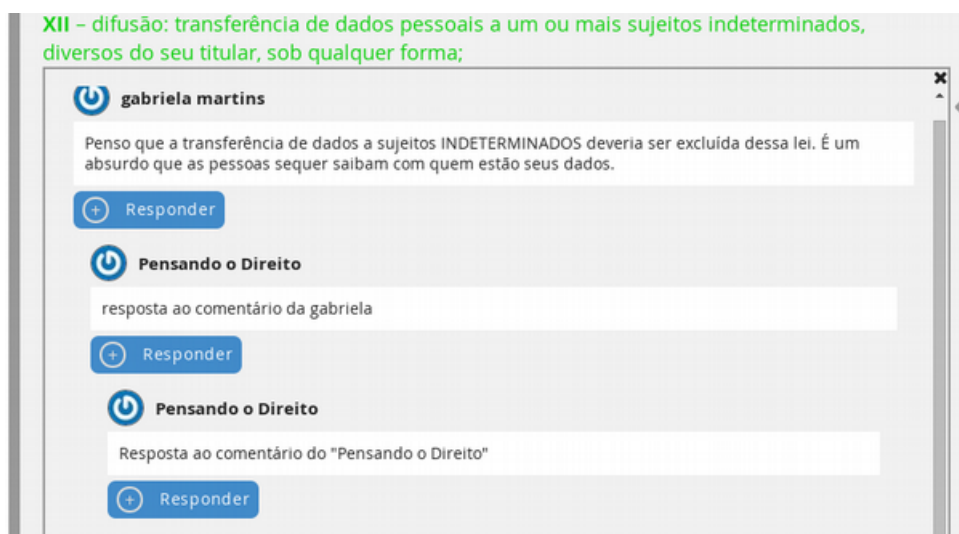 XII – difusão: transferência de dados pessoais a um ou mais sujeitos indeterminados,
diversos do seu titular, sob qualquer forma;
gabriela martins
Penso que a transferência de dados a sujeitos INDETERMINADOS deveria ser excluída dessa lei. É um
absurdo que as pessoas sequer saibam com quem estão seus dados.
Responder
Pensando o Direito
resposta ao comentário da gabriela
Responder
Pensando o Direito
Resposta ao comentário do "Pensando o Direito"
Responder